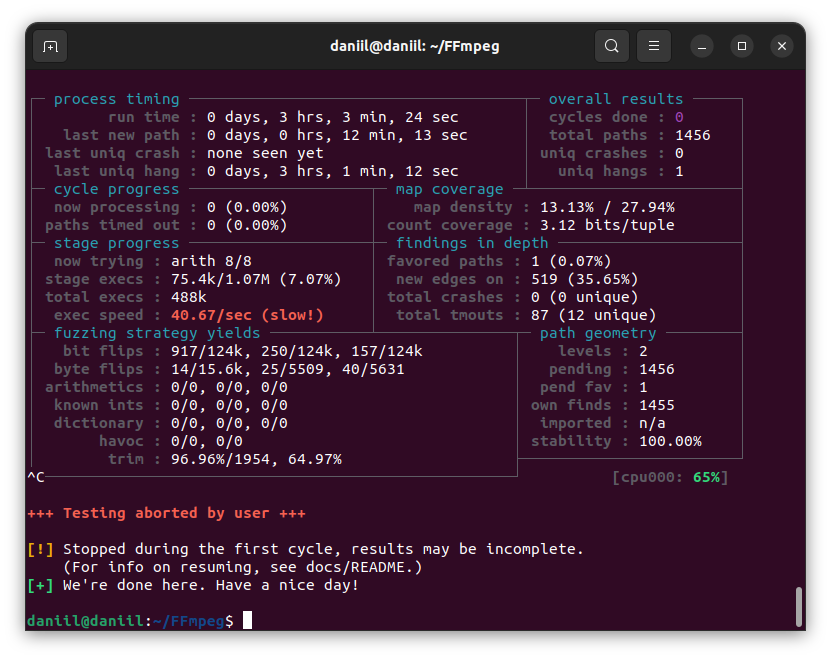 daniil@daniil: ~/FFmpeg
process timing overall results
run time : 0 days, 3 hrs, 3 min, 24 sec cycles done : 0
last new path : 0 days, 0 hrs, 12 min, 13 sec total paths : 1456
last uniq crash : none seen yet uniq crashes : 0
last uniq hang : 0 days, 3 hrs, 1 min, 12 sec uniq hangs : 1
cycle progress map coverage
now processing : 0 (0.00%) map density : 13.13% / 27.94%
paths timed out : 0 (0.00%) count coverage : 3.12 bits/tuple
stage progress findings in depth
now trying : arith 8/8 favored paths : 1 (0.07%)
stage execs : 75.4k/1.07M (7.07%) new edges on : 519 (35.65%)
total execs : 488k total crashes : 0 (0 unique)
exec speed : 40.67/sec (slow!) total tmouts : 87 (12 unique)
fuzzing strategy yields path geometry
bit flips : 917/124k, 250/124k, 157/124k levels : 2
byte flips : 14/15.6k, 25/5509, 40/5631 pending : 1456
arithmetics : 0/0, 0/0, 0/0 pend fav : 1
known ints : 0/0, 0/0, 0/0 own finds : 1455
dictionary : 0/0, 0/0, 0/0 imported : n/a
havoc : 0/0, 0/0 stability : 100.00%
trim : 96.96%/1954, 64.97%
^C [cpu000: 65%]
+++ Testing aborted by user +++
[!] Stopped during the first cycle, results may be incomplete.
(For info on resuming, see docs/README.)
[+] We're done here. Have a nice day!
daniil@daniil:~/FFmpeg$